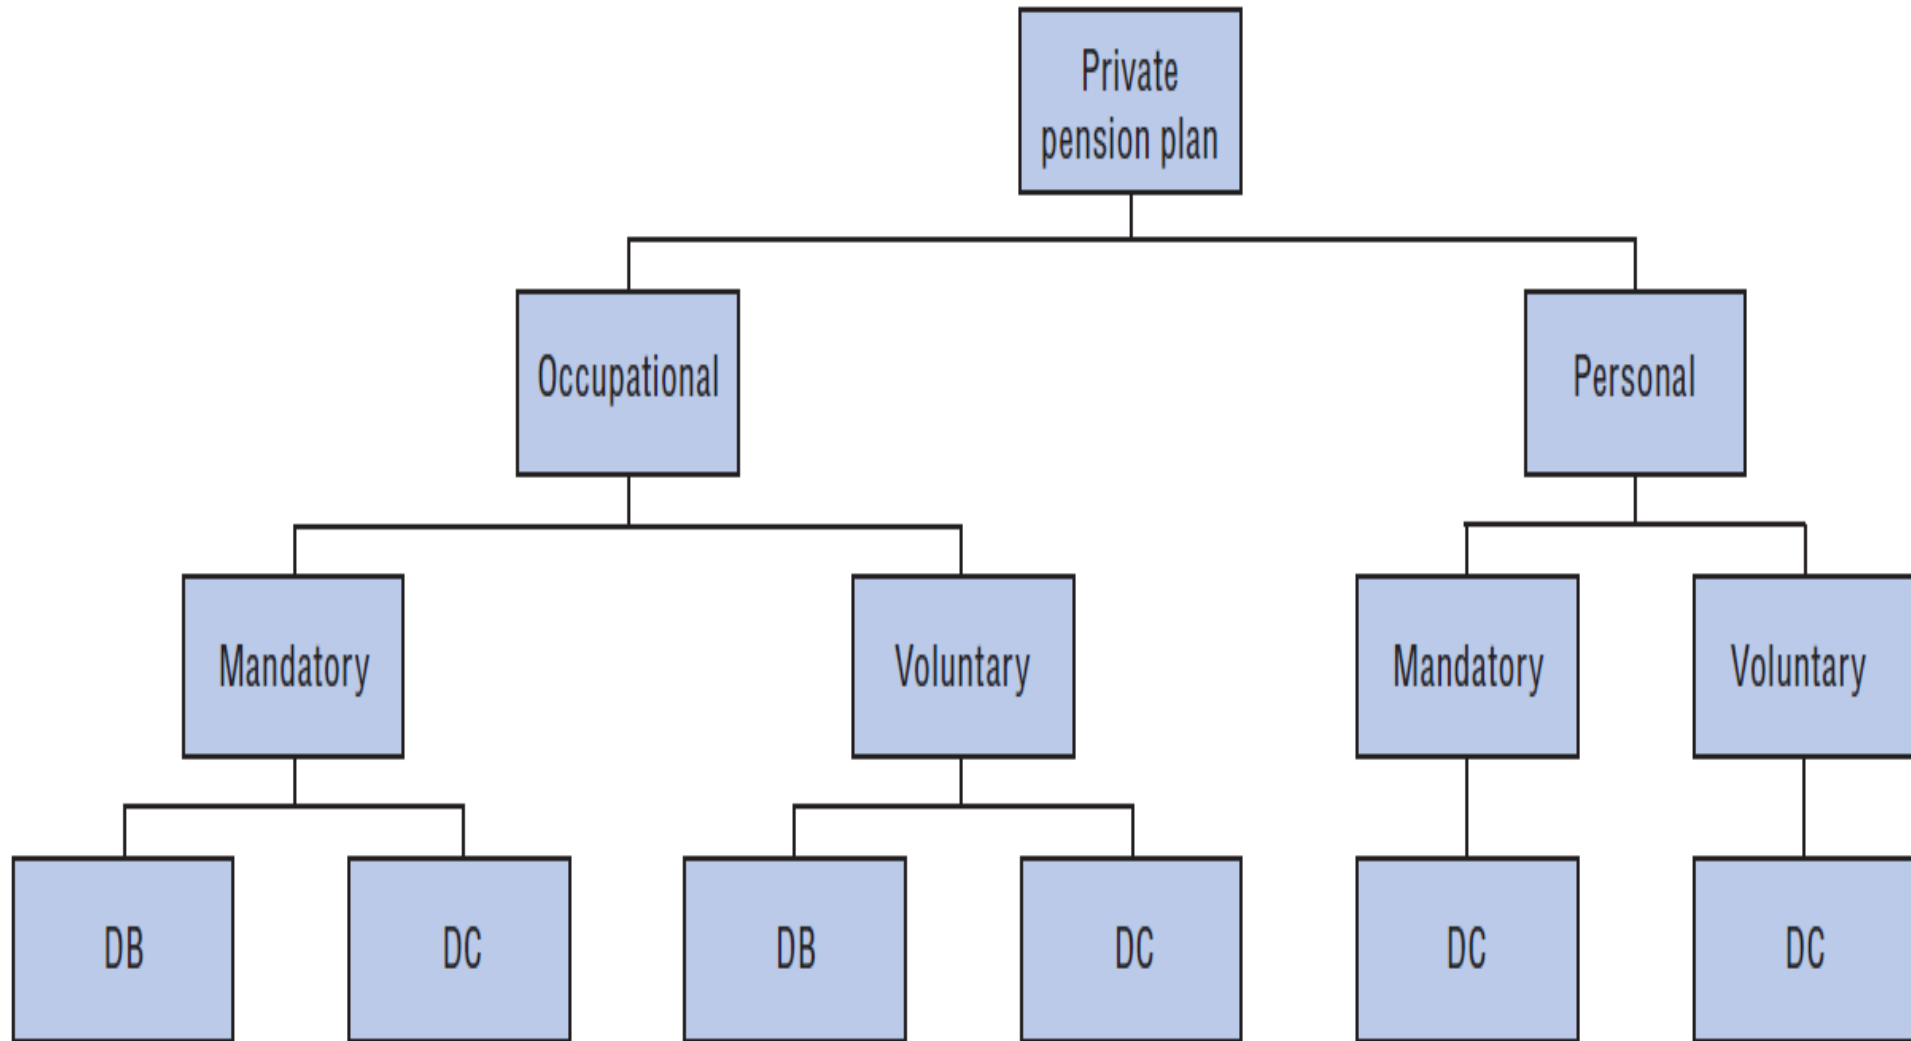 Private
pension plan
Occupational
Personal
Mandatory
Voluntary
Mandatory
Voluntary
DB
DC
DB
DC
DC
DC